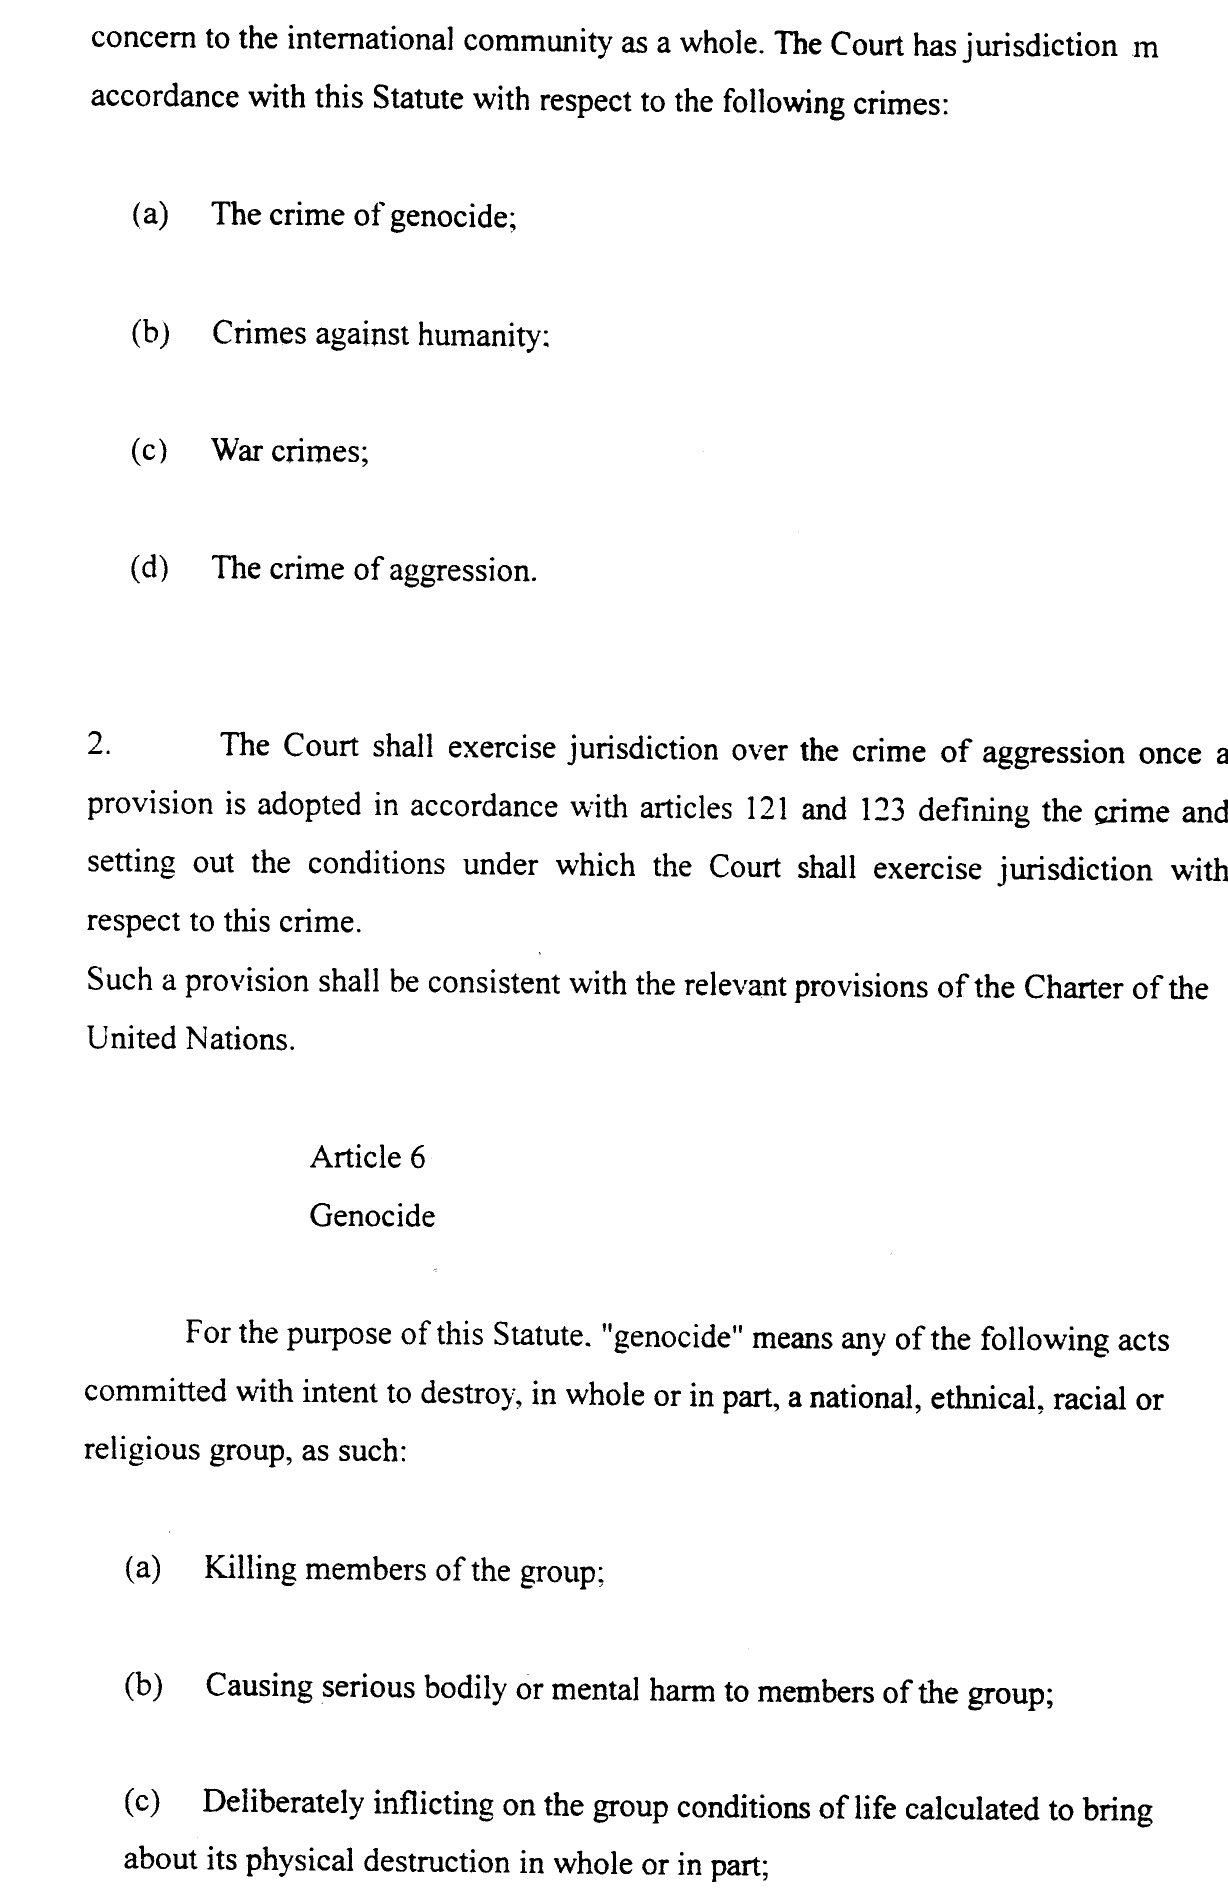 concern to the international community as a whole. The Court has jurisdiction m
accordance with this Statute with respect to the following crimes:
(a) The crime of genocide;
(b) Crimes against humanity:
(c) War crimes;
(d) The crime of aggression.
2. The Court shall exercise jurisdiction over the crime of aggression once a
provision is adopted in accordance with articles 121 and 123 defining the crime and
setting out the conditions under which the Court shall exercise jurisdiction with
respect to this crime.
Such a provision shall be consistent with the relevant provisions of the Charter of the
United Nations.
Article 6
Genocide
For the purpose of this Statute. "genocide" means any of the following acts
committed with intent to destroy, in whole or in part, a national, ethnical, racial or
religious group, as such:
(a) Killing members of the group;
(b) Causing serious bodily or mental harm to members of the group;
(c) Deliberately inflicting on the group conditions of life calculated to bring
about its physical destruction in whole or in part;